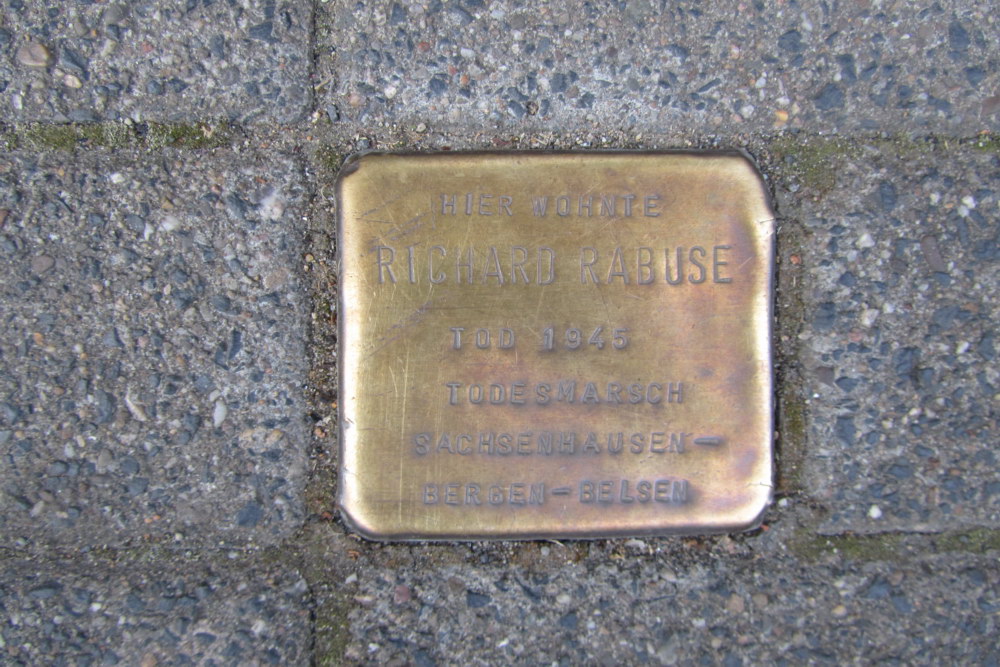 HIER WOHNTE
RICHARD RABUSE
TOD 1945
TODESMARSCH
SACHSENHAUSEN-
BERGEN-BELSEN